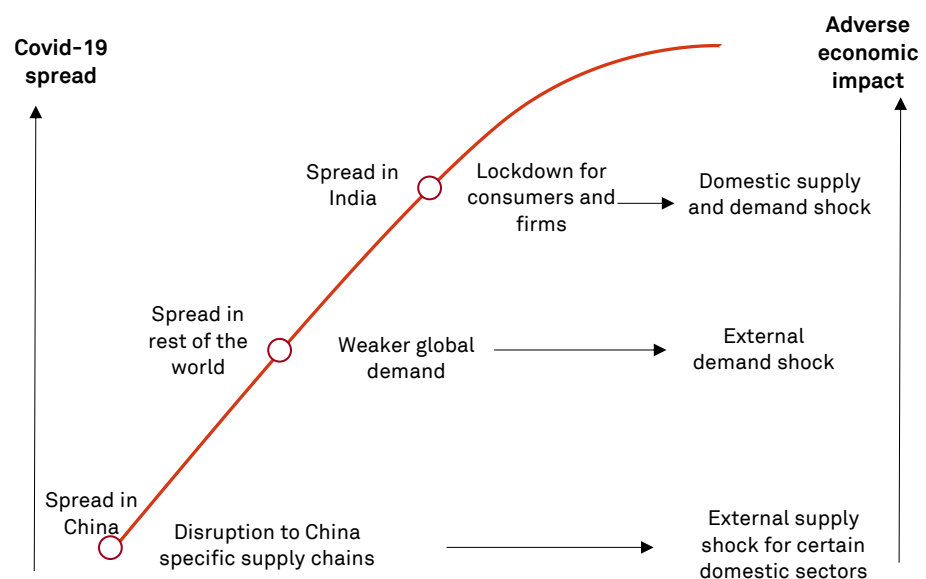 Covid-19
spread
Adverse
economic
impact
Spread in
India
Lockdown for
consumers and
firms
Domestic supply
and demand shock
Spread in
rest of the
world
Weaker global
demand
External
demand shock
Spread in
China
Disruption to China
specific supply chains
External supply
shock for certain
domestic sectors